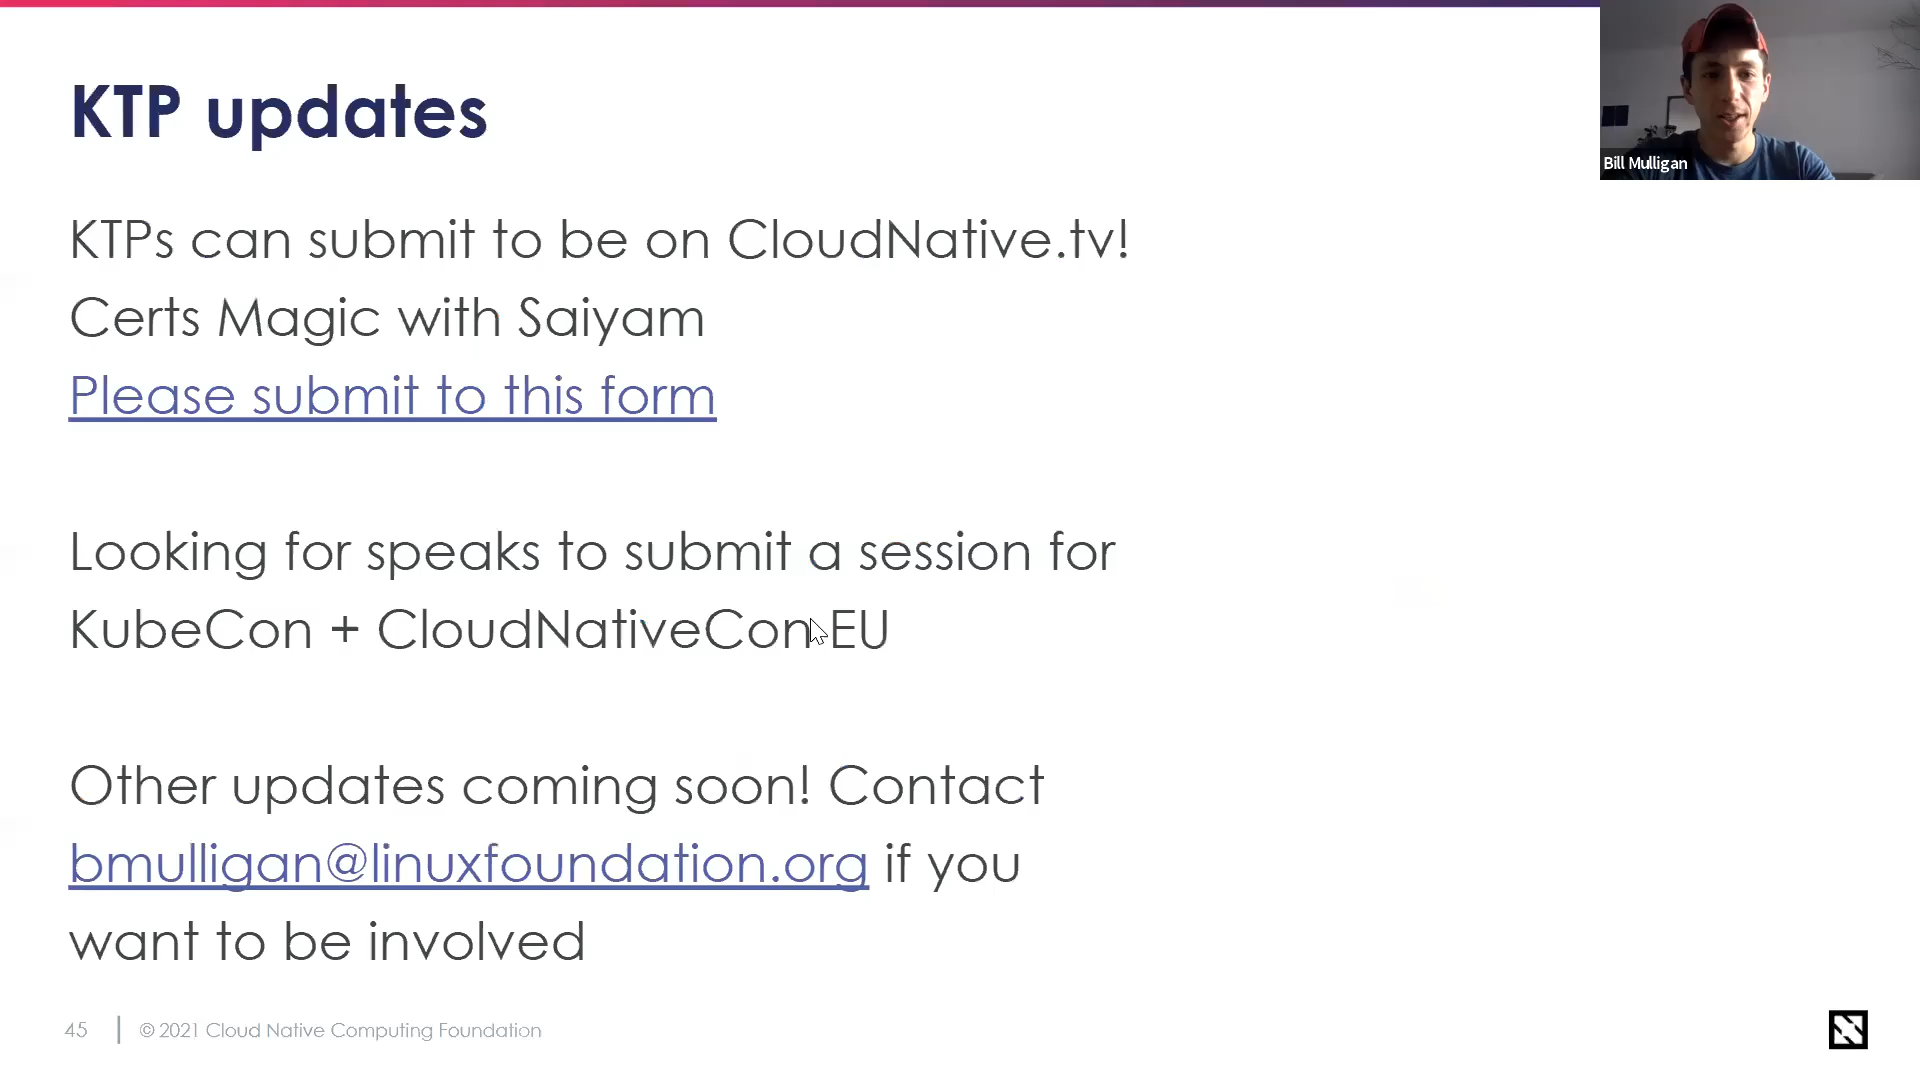 KTP updates
Bill Mulligan
KTPs can submit to be on CloudNative.tv!
Certs Magic with Saiyam
Please submit to this form
Looking for speaks to submit a session for
KubeCon + CloudNativeCon EU
Other updates coming soon! Contact
bmulligan@linuxfoundation.org if you
want to be involved
45
© 2021 Cloud Native Computing Foundation